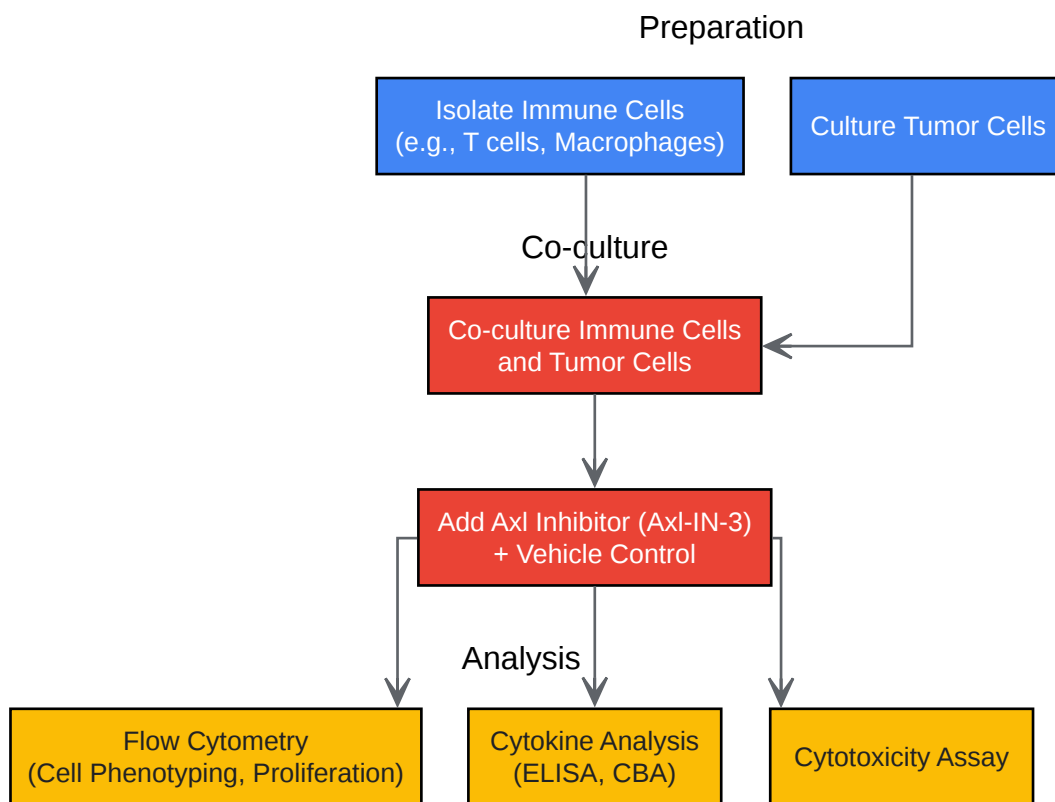 Preparation
Isolate Immune Cells
(e.g., T cells, Macrophages)
Culture Tumor Cells
Co-culture
Co-culture Immune Cells
and Tumor Cells
Add Axl Inhibitor (Axl-IN-3)
+ Vehicle Control
Analysis
Flow Cytometry
(Cell Phenotyping, Proliferation)
Cytokine Analysis
(ELISA, CBA)
Cytotoxicity Assay